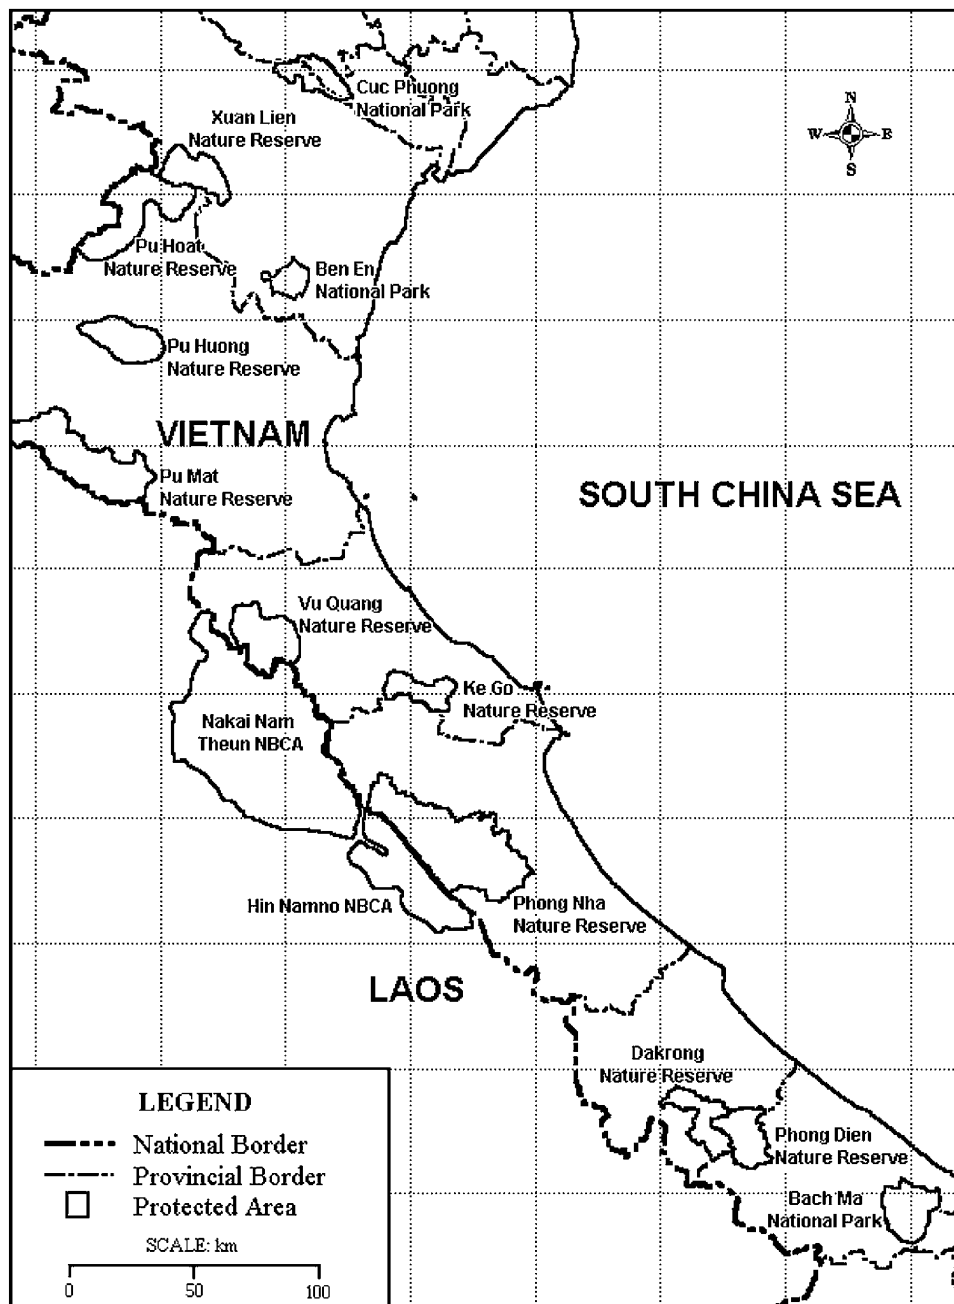 Cuc Phuong
National Park
Xuan Lien
Nature Reserve
N
W
E
S
Pu Hoat
Nature Reserve
Ben En
National Park
Pu Huong
Nature Reserve
VIETNAM
Pu Mat
Nature Reserve
SOUTH CHINA SEA
Vu Quang
Nature Reserve
Ke Go
Nature Reserve
Nakai Nam
Theun NBCA
Hin Namno NBCA
Phong Nha
Nature Reserve
LAOS
Dakrong
Nature Reserve
Phong Dien
Nature Reserve
Bach Ma
National Park
LEGEND
National Border
Provincial Border
Protected Area
SCALE: km
0 50 100